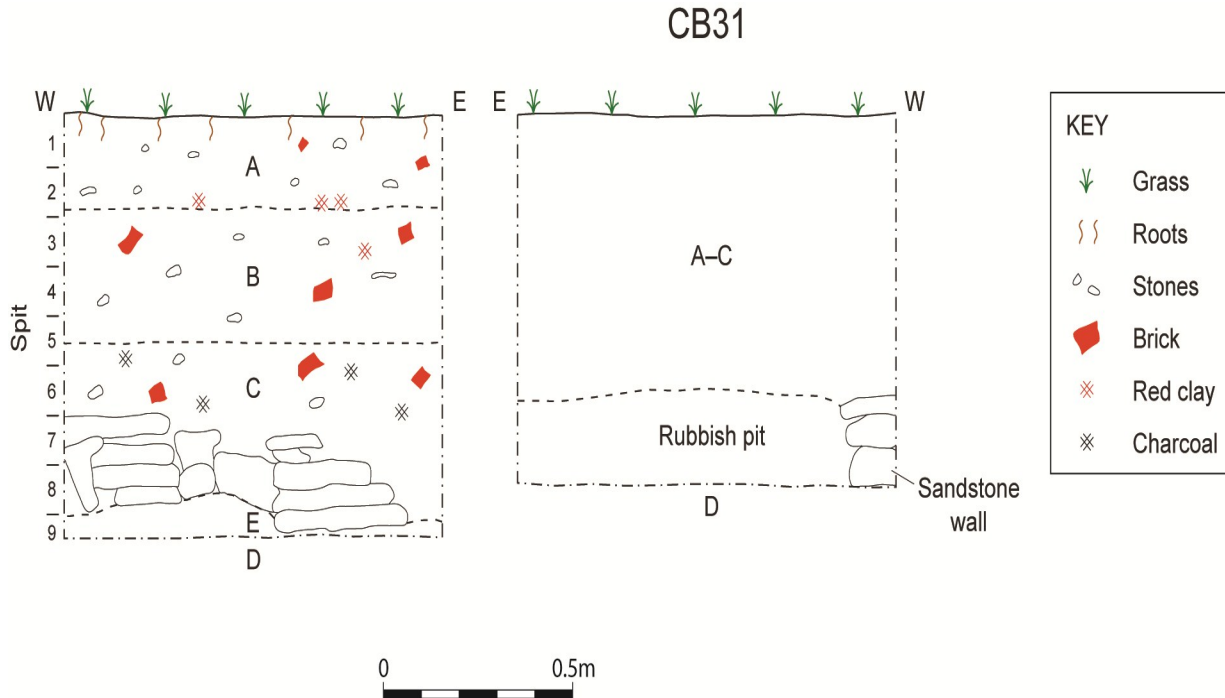 CB31
W
E
E
W
Spit
1
2
3
4
5
6
7
8
9
A
B
C
E
D
A–C
Rubbish pit
D
Sandstone
wall
KEY
Grass
Roots
Stones
Brick
Red clay
Charcoal
0
0.5m